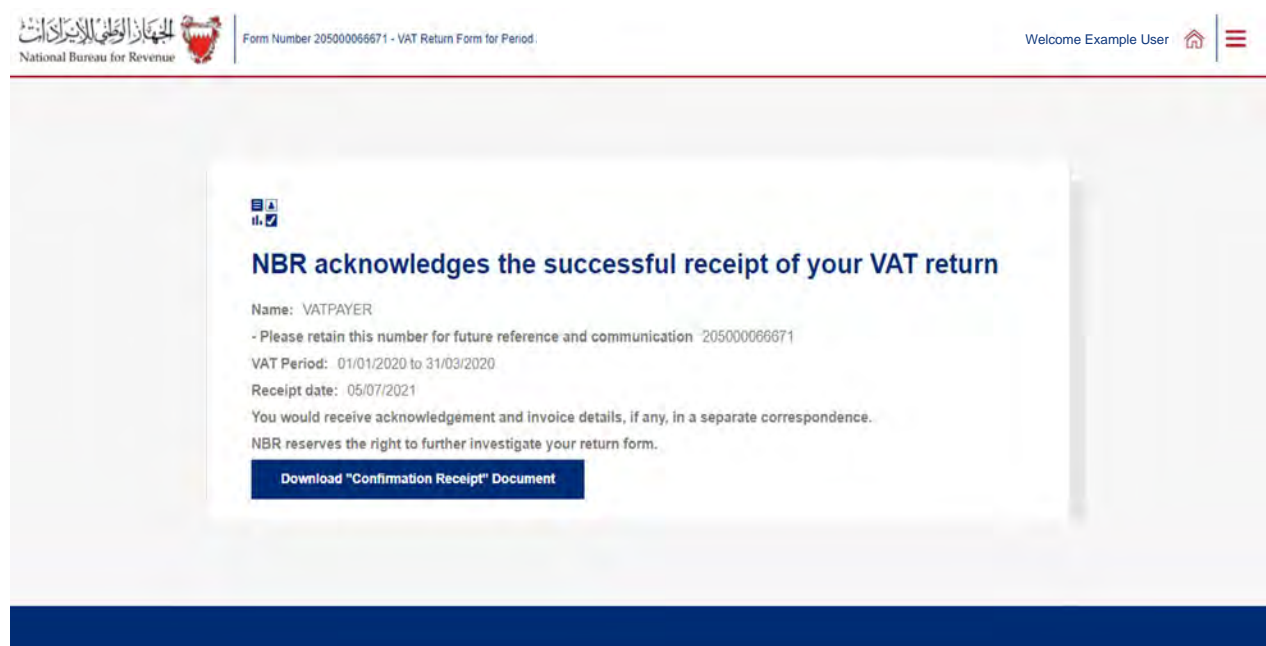 الجهاز الوطني للإيرادات
National Bureau for Revenue
Form Number 205000066671 - VAT Return Form for Period.
Welcome Example User
NBR acknowledges the successful receipt of your VAT return
Name: VATPAYER
- Please retain this number for future reference and communication 205000066671
VAT Period: 01/01/2020 to 31/03/2020
Receipt date: 05/07/2021
You would receive acknowledgement and invoice details, if any, in a separate correspondence.
NBR reserves the right to further investigate your return form.
Download "Confirmation Receipt" Document